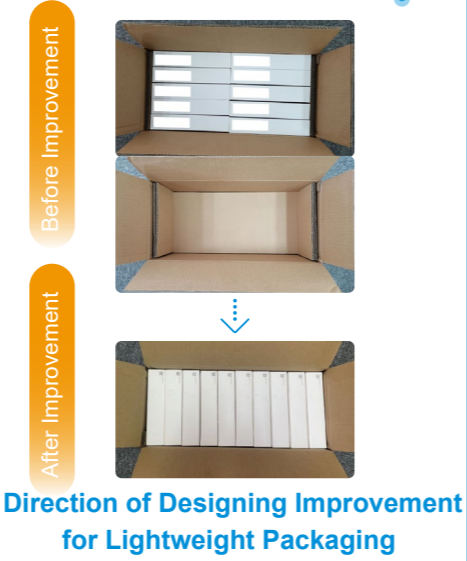 Before Improvement
After Improvement
Direction of Designing Improvement
for Lightweight Packaging